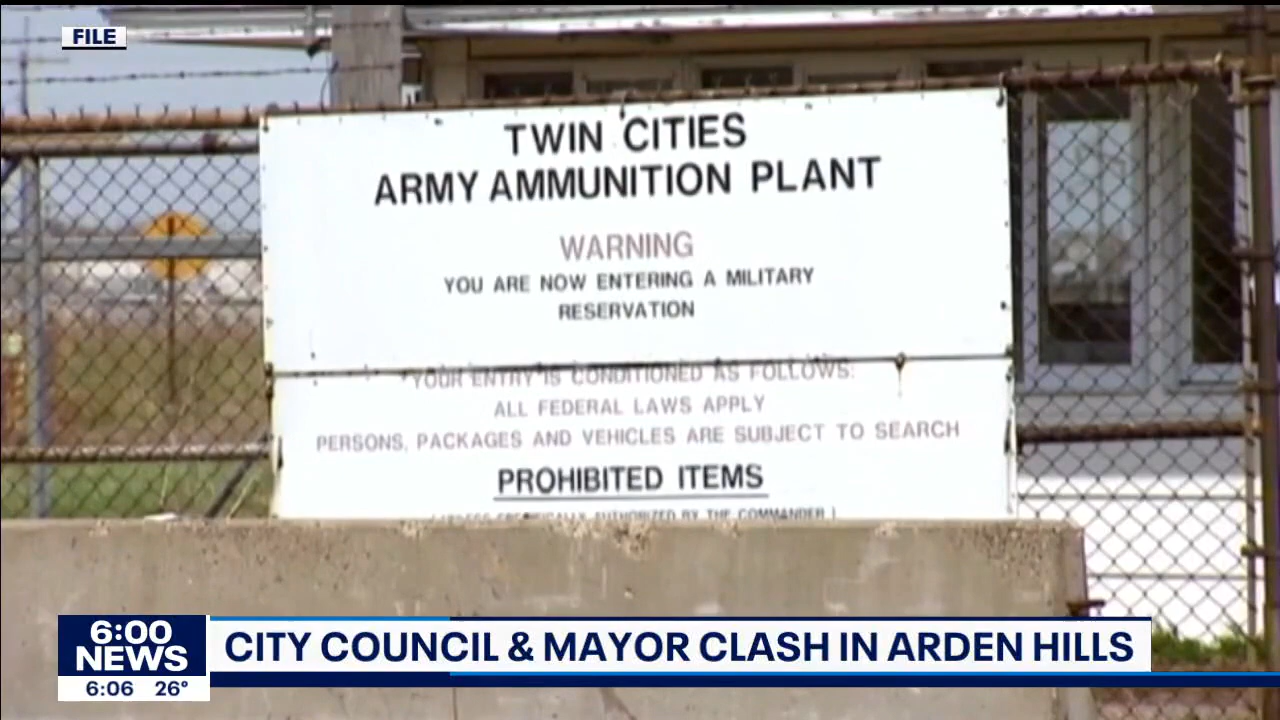 FILE
TWIN CITIES
ARMY AMMUNITION PLANT
WARNING
YOU ARE NOW ENTERING A MILITARY
RESERVATION
YOUR ENTRY IS CONDITIONED AS FOLLOWS:
ALL FEDERAL LAWS APPLY
PERSONS, PACKAGES AND VEHICLES ARE SUBJECT TO SEARCH
PROHIBITED ITEMS
AUTHORIZED BY THE COMMANDER )
6:00
NEWS
6:06 26°
CITY COUNCIL & MAYOR CLASH IN ARDEN HILLS